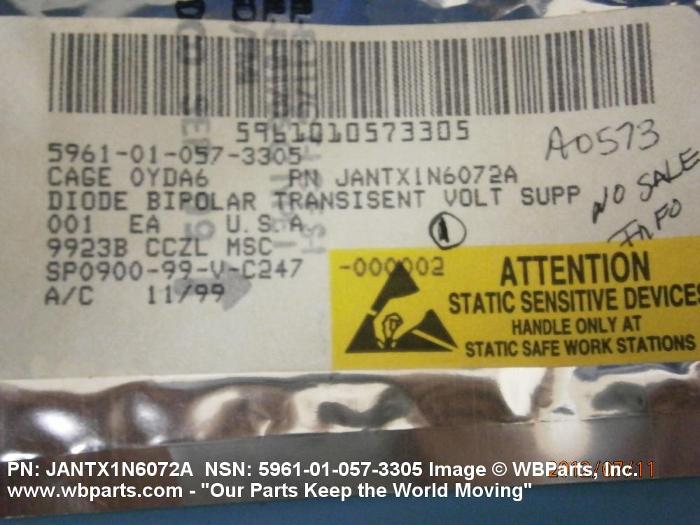 5961010573305
5961-01-057-3305
CAGE 0YDA6 PN JANTX1N6072A
DIODE BIPOLAR TRANSISENT VOLT SUPP
001 EA U.S.A
9923B CCZL MSC
SP0900-99-V-C247 -000002
A/C 11/99
A0573
NO SALE
INFO
1
ATTENTION
STATIC SENSITIVE DEVICES
HANDLE ONLY AT
STATIC SAFE WORK STATIONS
PN: JANTX1N6072A NSN: 5961-01-057-3305 Image © WBParts, Inc.
www.wbparts.com - "Our Parts Keep the World Moving"